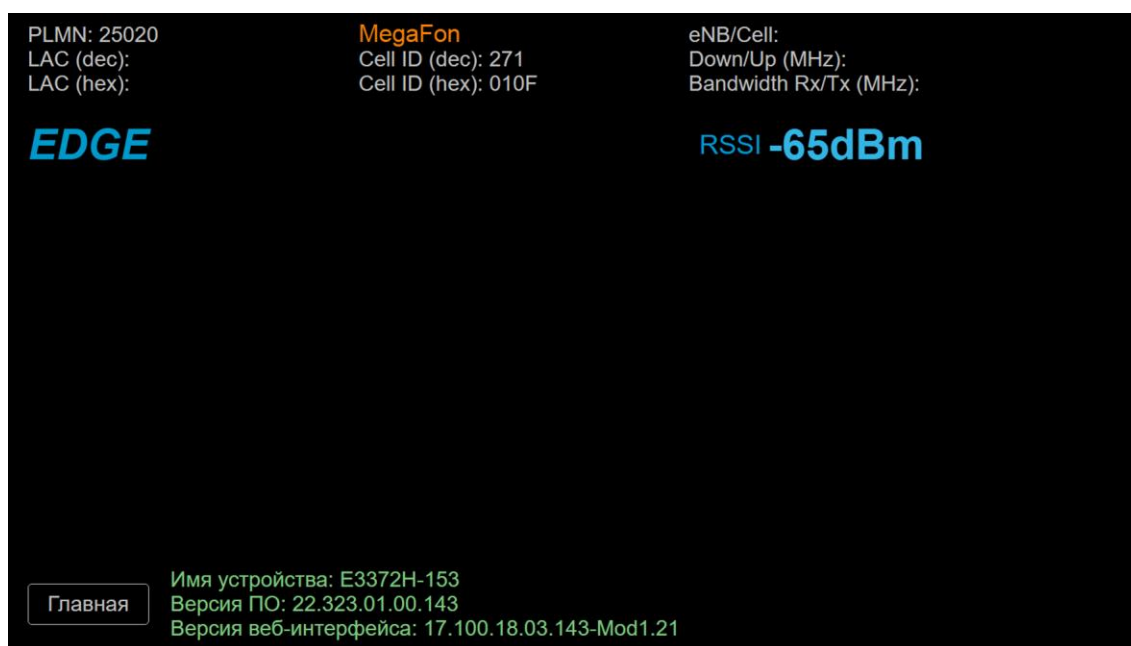 PLMN: 25020
LAC (dec):
LAC (hex):
MegaFon
Cell ID (dec): 271
Cell ID (hex): 010F
eNB/Cell:
Down/Up (MHz):
Bandwidth Rx/Tx (MHz):
EDGE
RSSI -65dBm
Главная
Имя устройства: E3372H-153
Версия ПО: 22.323.01.00.143
Версия веб-интерфейса: 17.100.18.03.143-Mod1.21